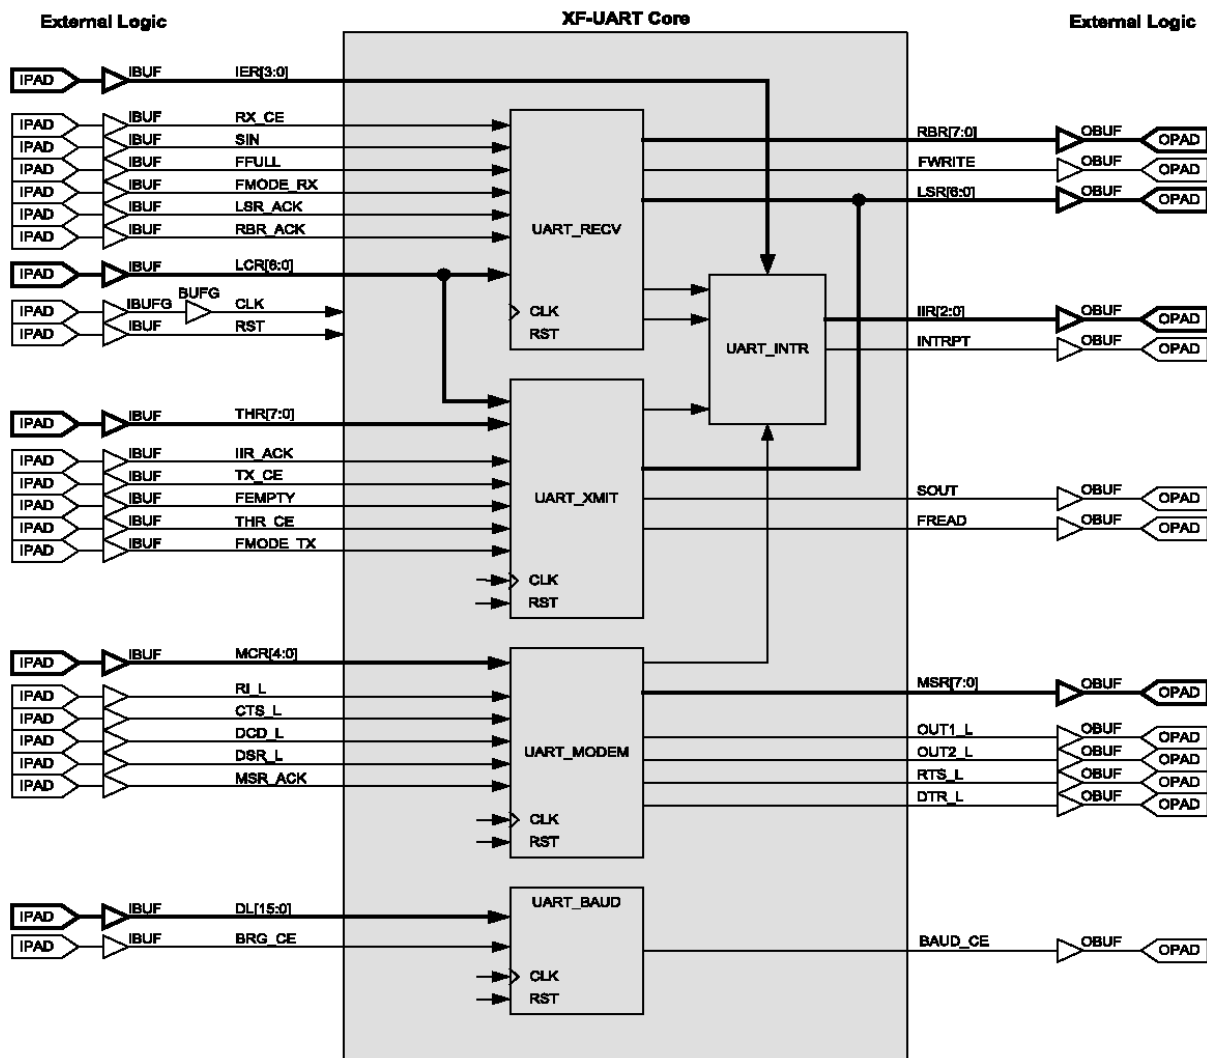 XF-UART Core
External Logic External Logic
IPAD IBUF IER[3:0]
IPAD IBUF RX_CE
IPAD IBUF SIN RBR[7:0] OBUF OPAD
IPAD IBUF FFULL FWRITE OBUF OPAD
IPAD IBUF FMODE_RX LSR[6:0] OBUF OPAD
IPAD IBUF LSR_ACK
IPAD IBUF RBR_ACK UART_RECV
IPAD IBUF LCR[6:0]
IPAD IBUFG BUFG CLK CLK IIR[2:0] OBUF OPAD
IPAD IBUF RST RST
UART_INTR INTRPT OBUF OPAD
IPAD IBUF THR[7:0]
IPAD IBUF IIR_ACK
IPAD IBUF TX_CE
UART_XMIT SOUT OBUF OPAD
IPAD IBUF FEMPTY
IPAD IBUF THR_CE FREAD OBUF OPAD
IPAD IBUF FMODE_TX
CLK
RST
IPAD IBUF MCR[4:0]
IPAD RI_L MSR[7:0] OBUF OPAD
IPAD CTS_L
IPAD DCD_L OUT1_L OBUF OPAD
UART_MODEM
IPAD DSR_L OUT2_L OBUF OPAD
IPAD MSR_ACK RTS_L OBUF OPAD
DTR_L OBUF OPAD
CLK
RST
UART_BAUD
IPAD IBUF DL[15:0]
IPAD IBUF BRG_CE BAUD_CE OBUF OPAD
CLK
RST